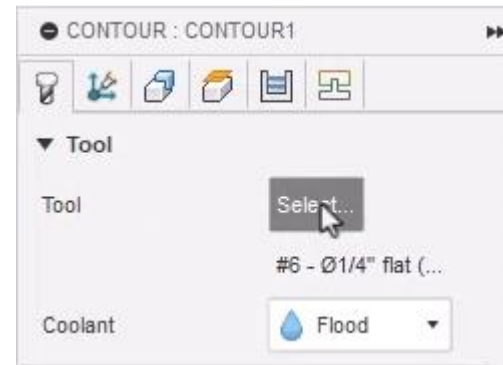 CONTOUR : CONTOUR1
Tool
Tool Select...
#6 - Ø1/4" flat (...
Coolant Flood